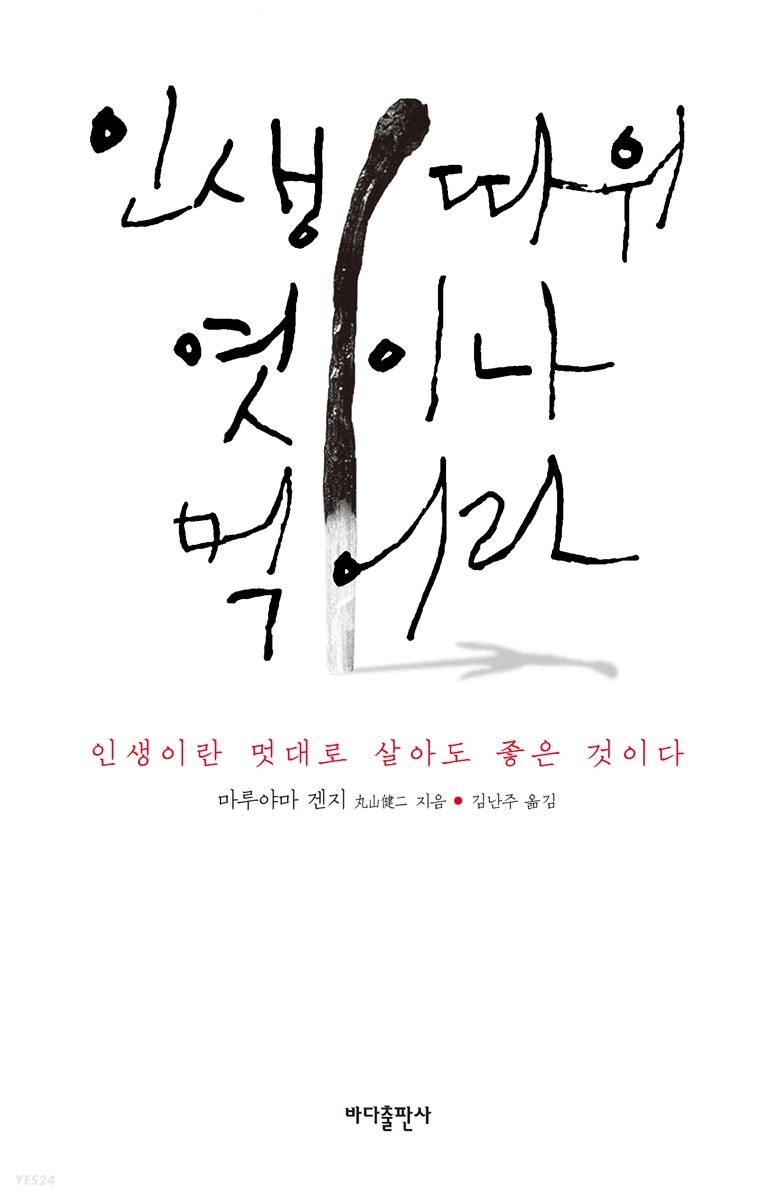 인생 따위
엿이나
먹어라
인생이란 멋대로 살아도 좋은 것이다
마루야마 겐지 丸山健二 지음 ● 김난주 옮김
바다출판사
YES24